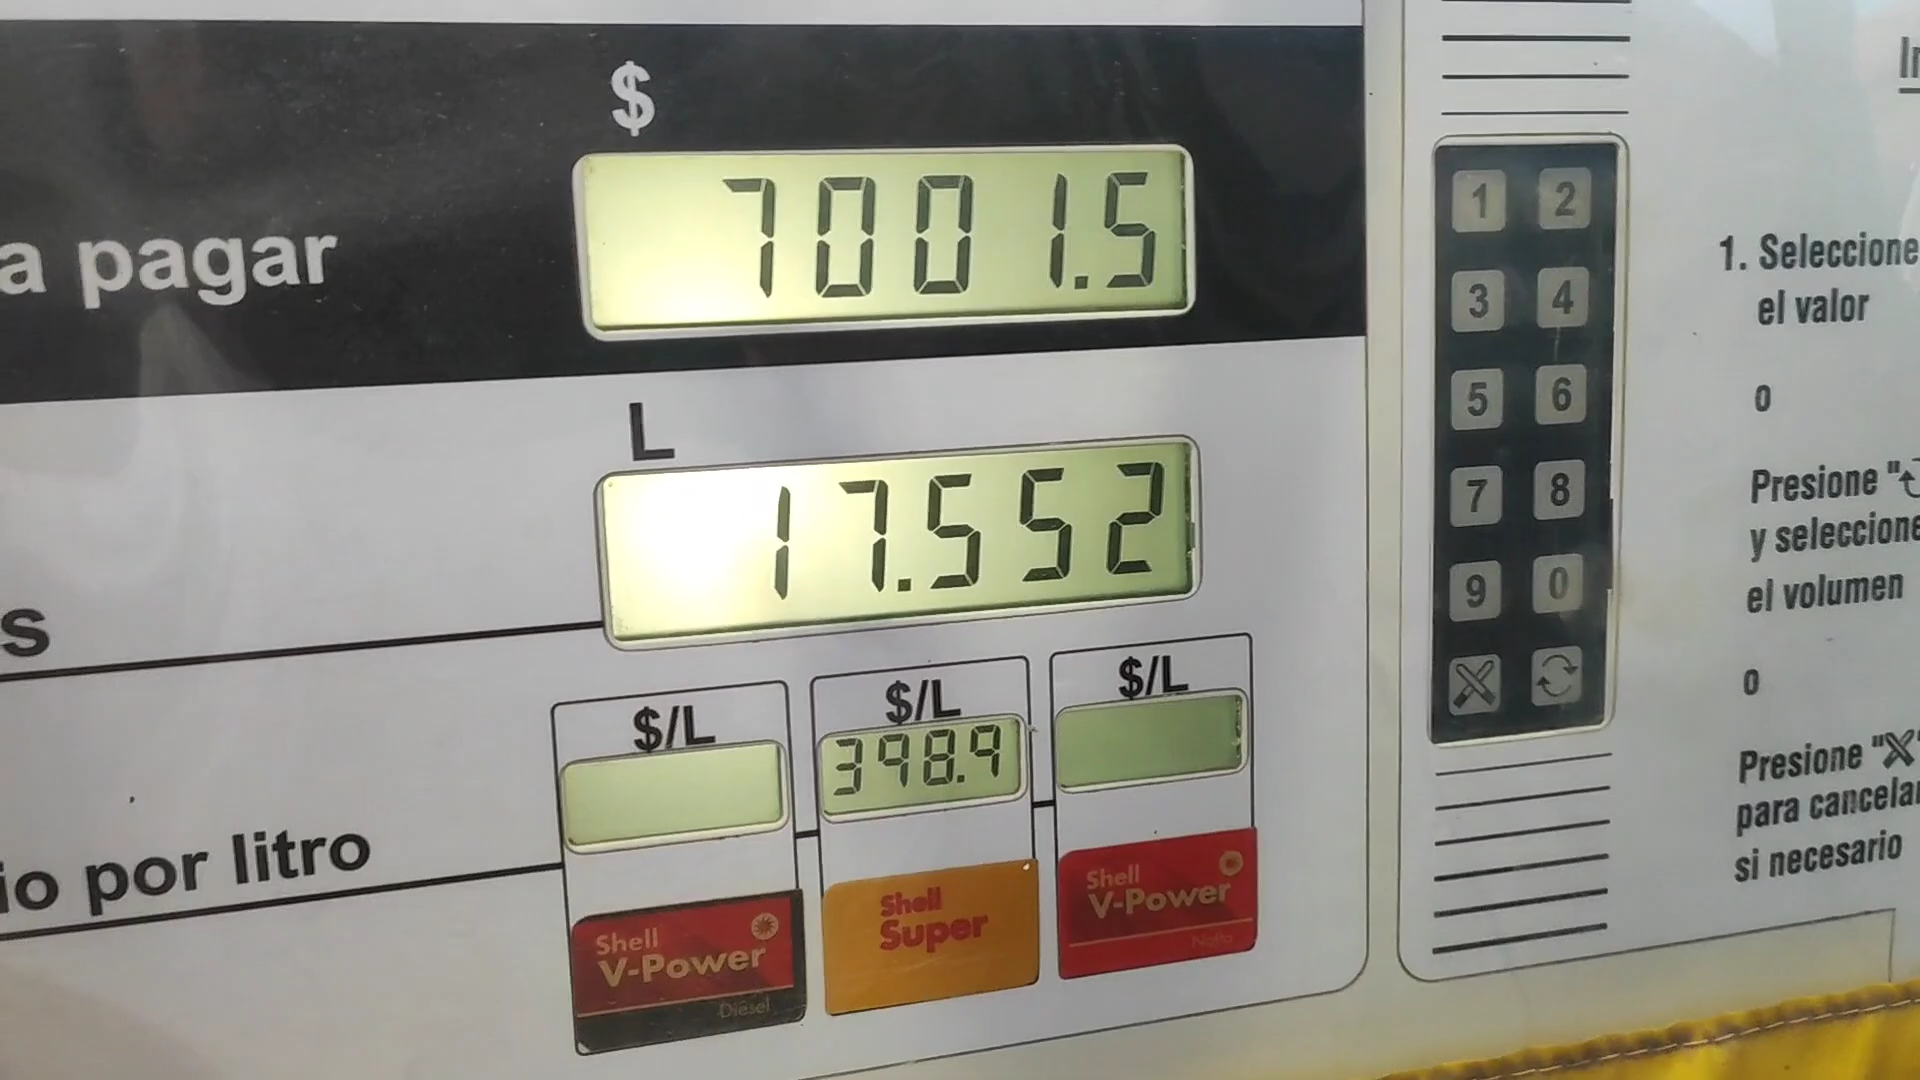 $
7001.5
a pagar
L
17.552
s
$/L
$/L
$/L
398.9
io por litro
Shell
V-Power
Diesel
Shell
Super
Shell
V-Power
Nafta
1 2
3 4
5 6
7 8
9 0
In
1. Seleccione
el valor
o
Presione "
y seleccione
el volumen
o
Presione "X"
para cancelar
si necesario